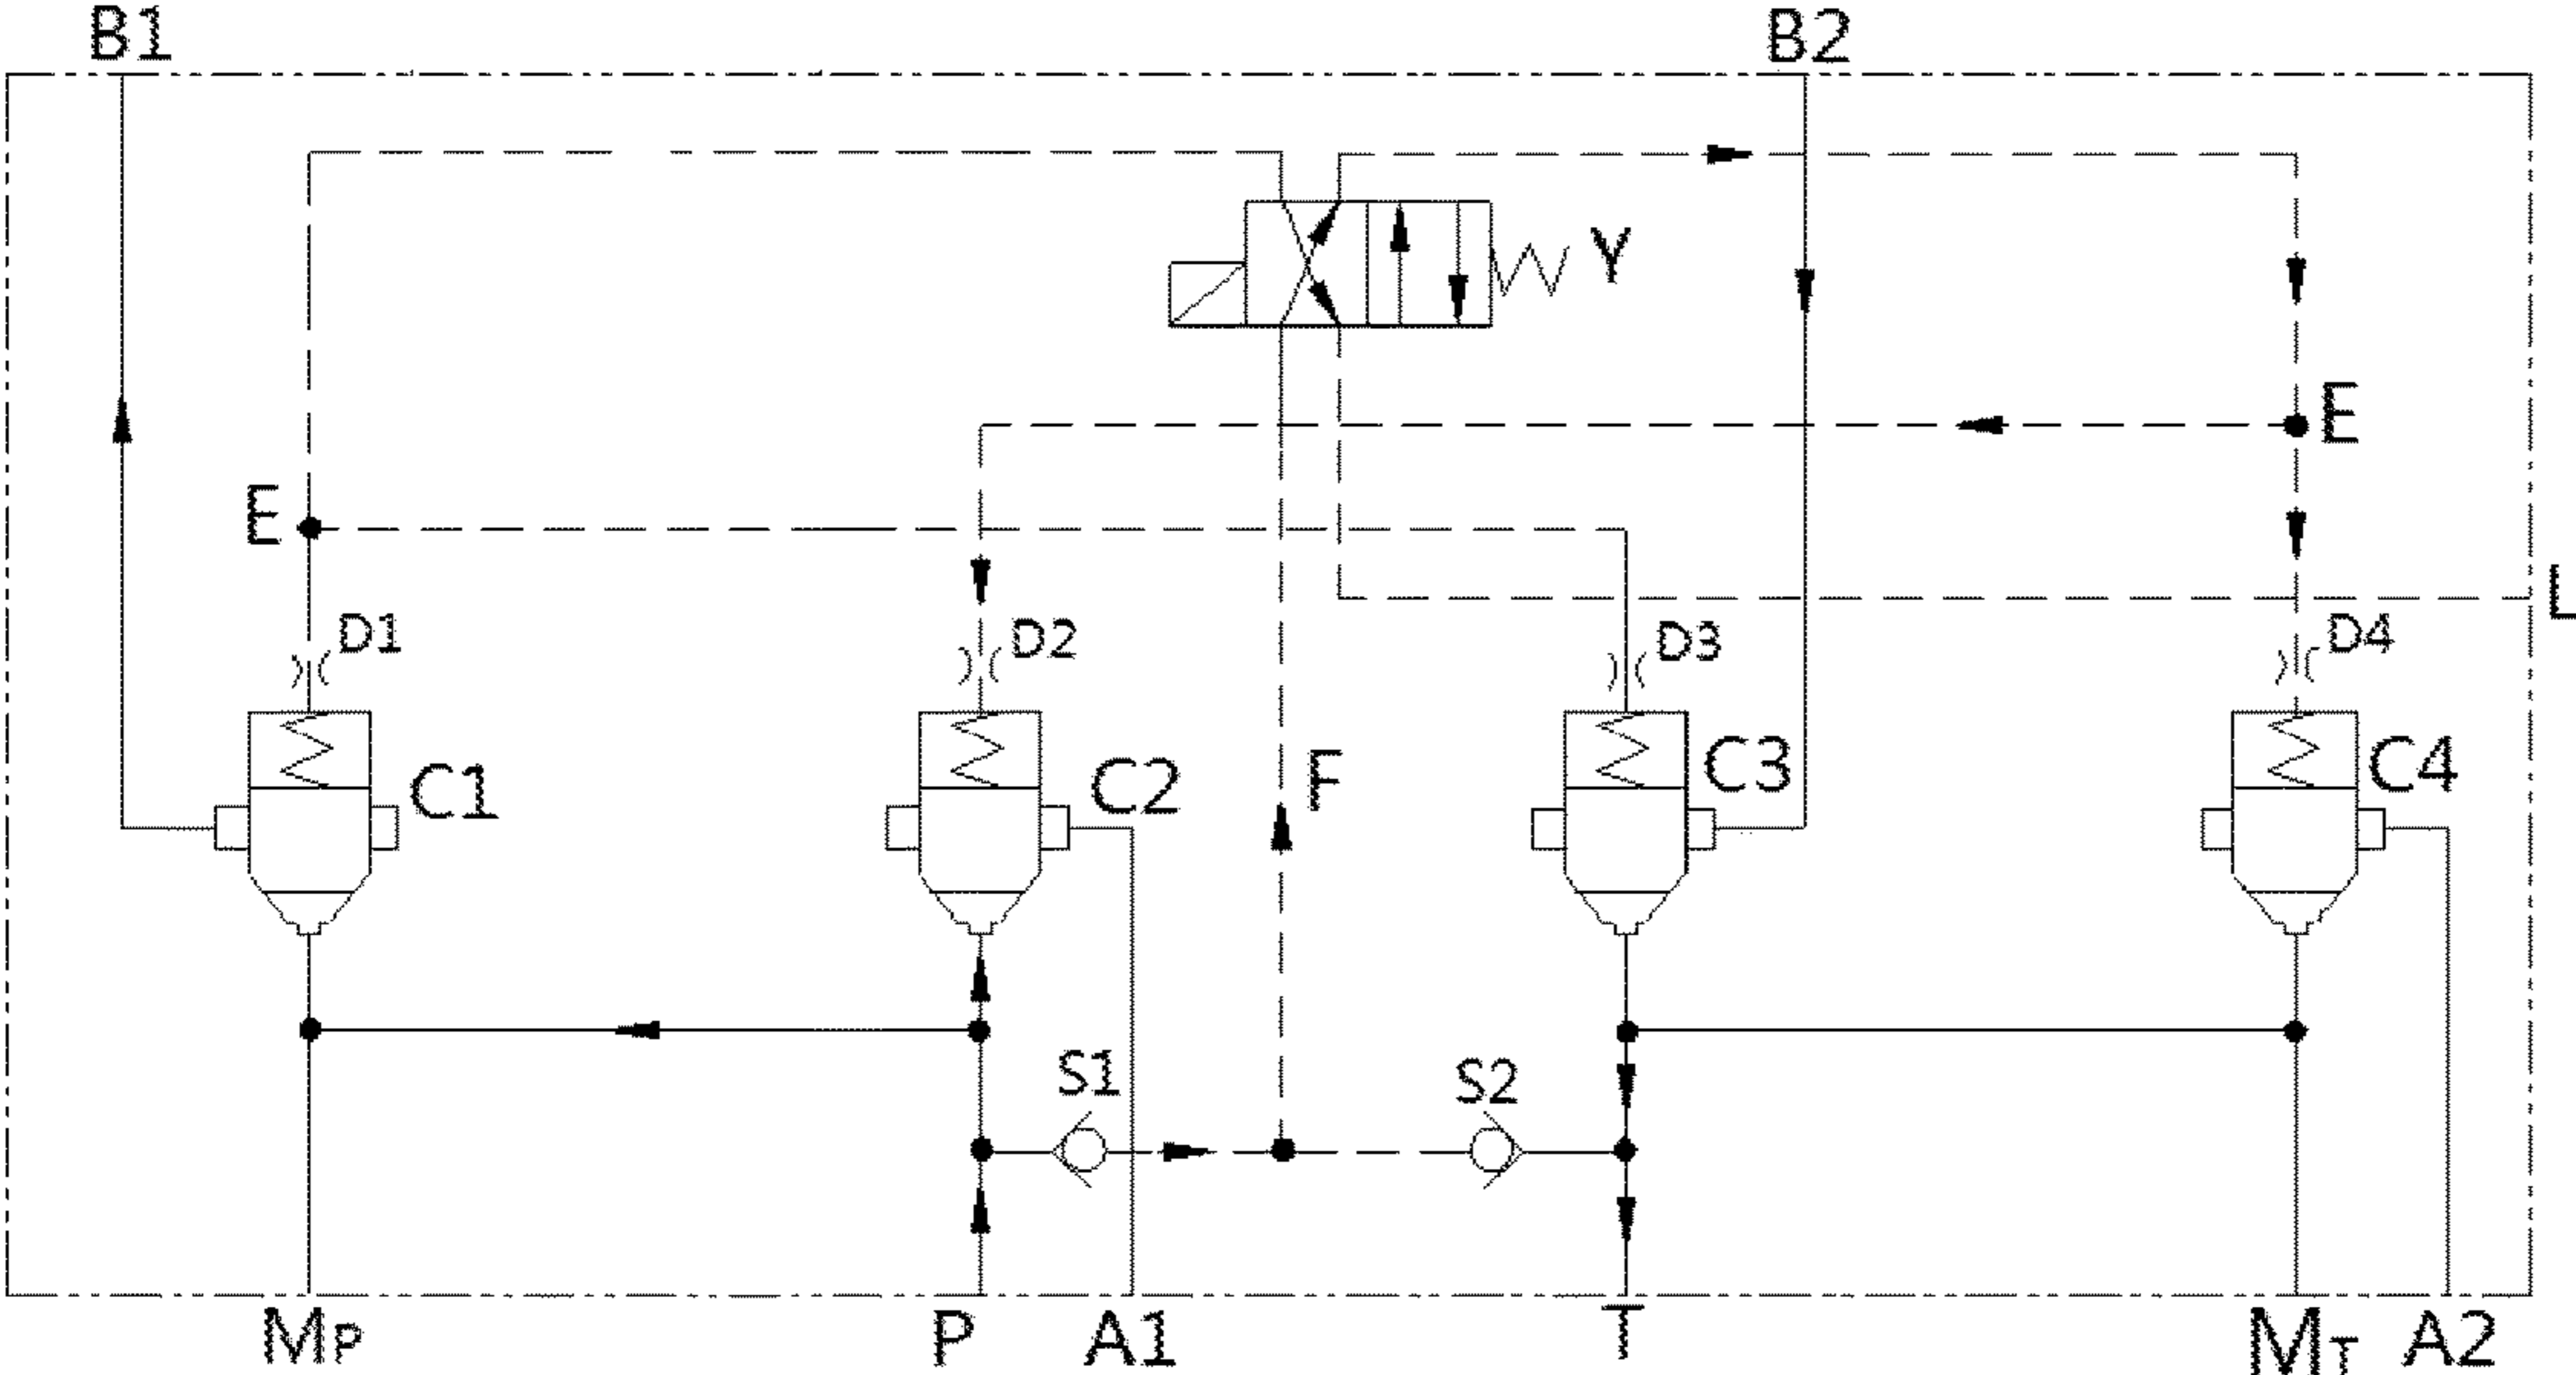 B1 B2
Y
E
E
L
D1 D2 D3 D4
C1 C2 C3 C4
F
S1 S2
MP P A1 T MT A2